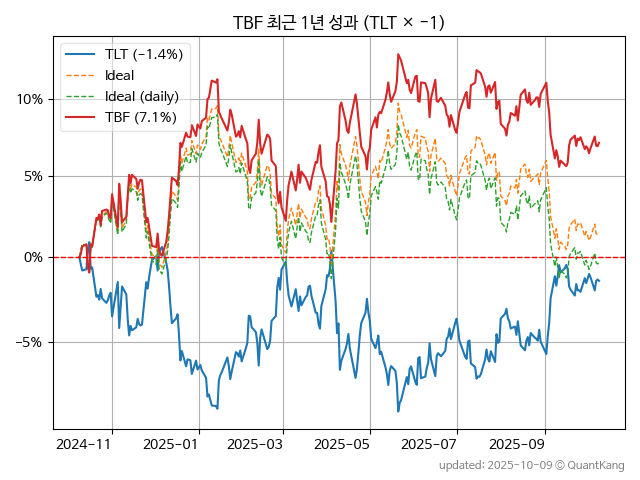 TBF 최근 1년 성과 (TLT × −1)
TLT (−1.4%)
Ideal
Ideal (daily)
TBF (7.1%)
10%
5%
0%
−5%
2024-11
2025-01
2025-03
2025-05
2025-07
2025-09
updated: 2025-10-09 © QuantKang